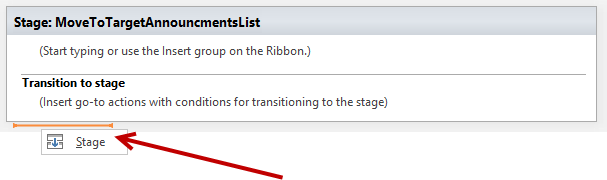 Stage: MoveToTargetAnnouncmentsList
(Start typing or use the Insert group on the Ribbon.)
Transition to stage
(Insert go-to actions with conditions for transitioning to the stage)
Stage